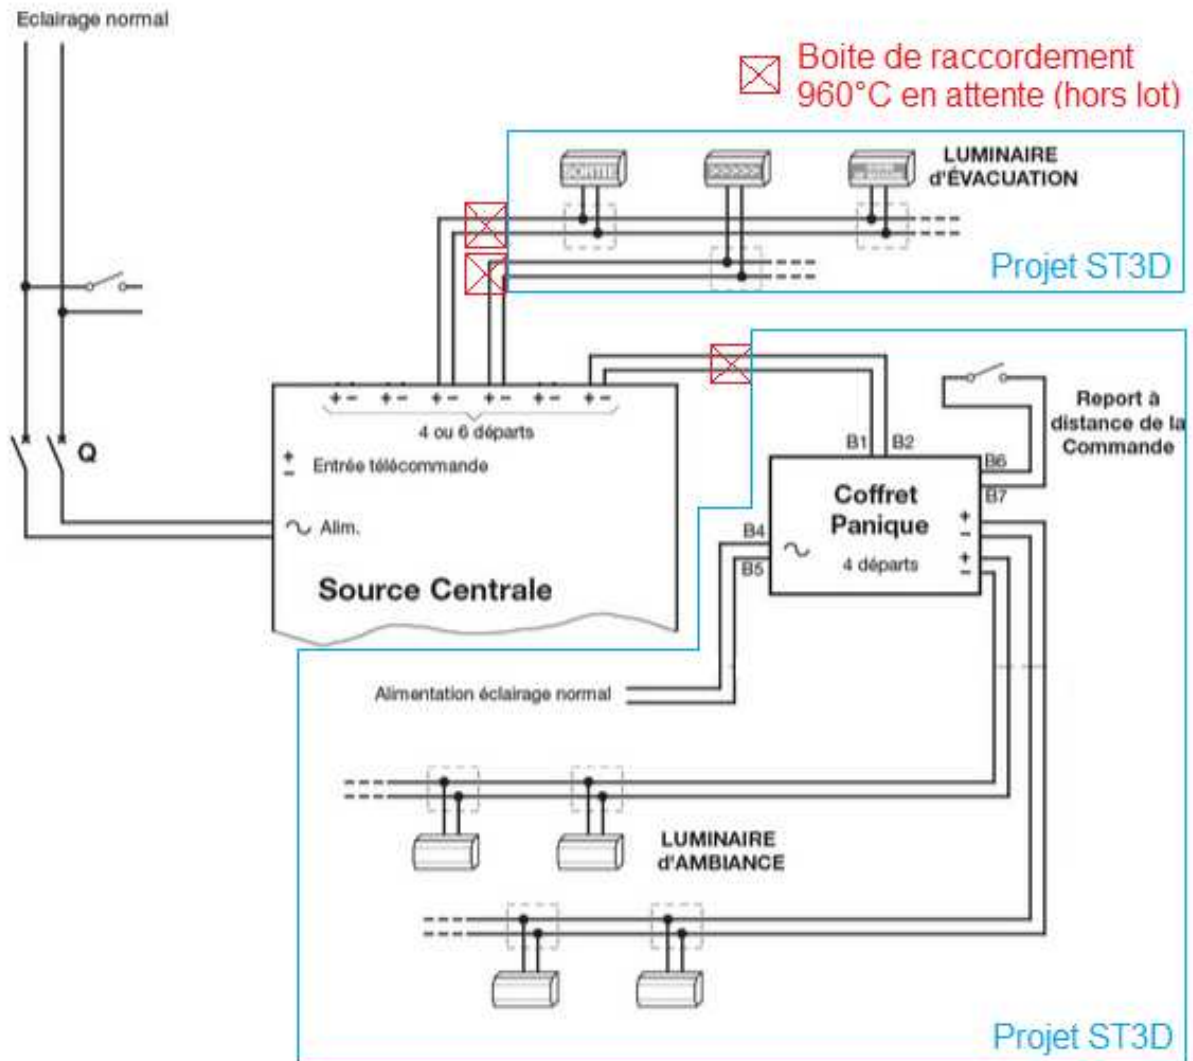 Eclairage normal
Boite de raccordement
960°C en attente (hors lot)
SORTIE
LUMINAIRE
d'ÉVACUATION
Projet ST3D
+ - + - + - + - + - + -
4 ou 6 départs
+
-
Entrée télécommande
Q
Alim.
Source Centrale
Report à
distance de la
Commande
B1 B2
B6
B7
Coffret
Panique
4 départs
+
-
+
-
B4
B5
Alimentation éclairage normal
LUMINAIRE
d'AMBIANCE
Projet ST3D